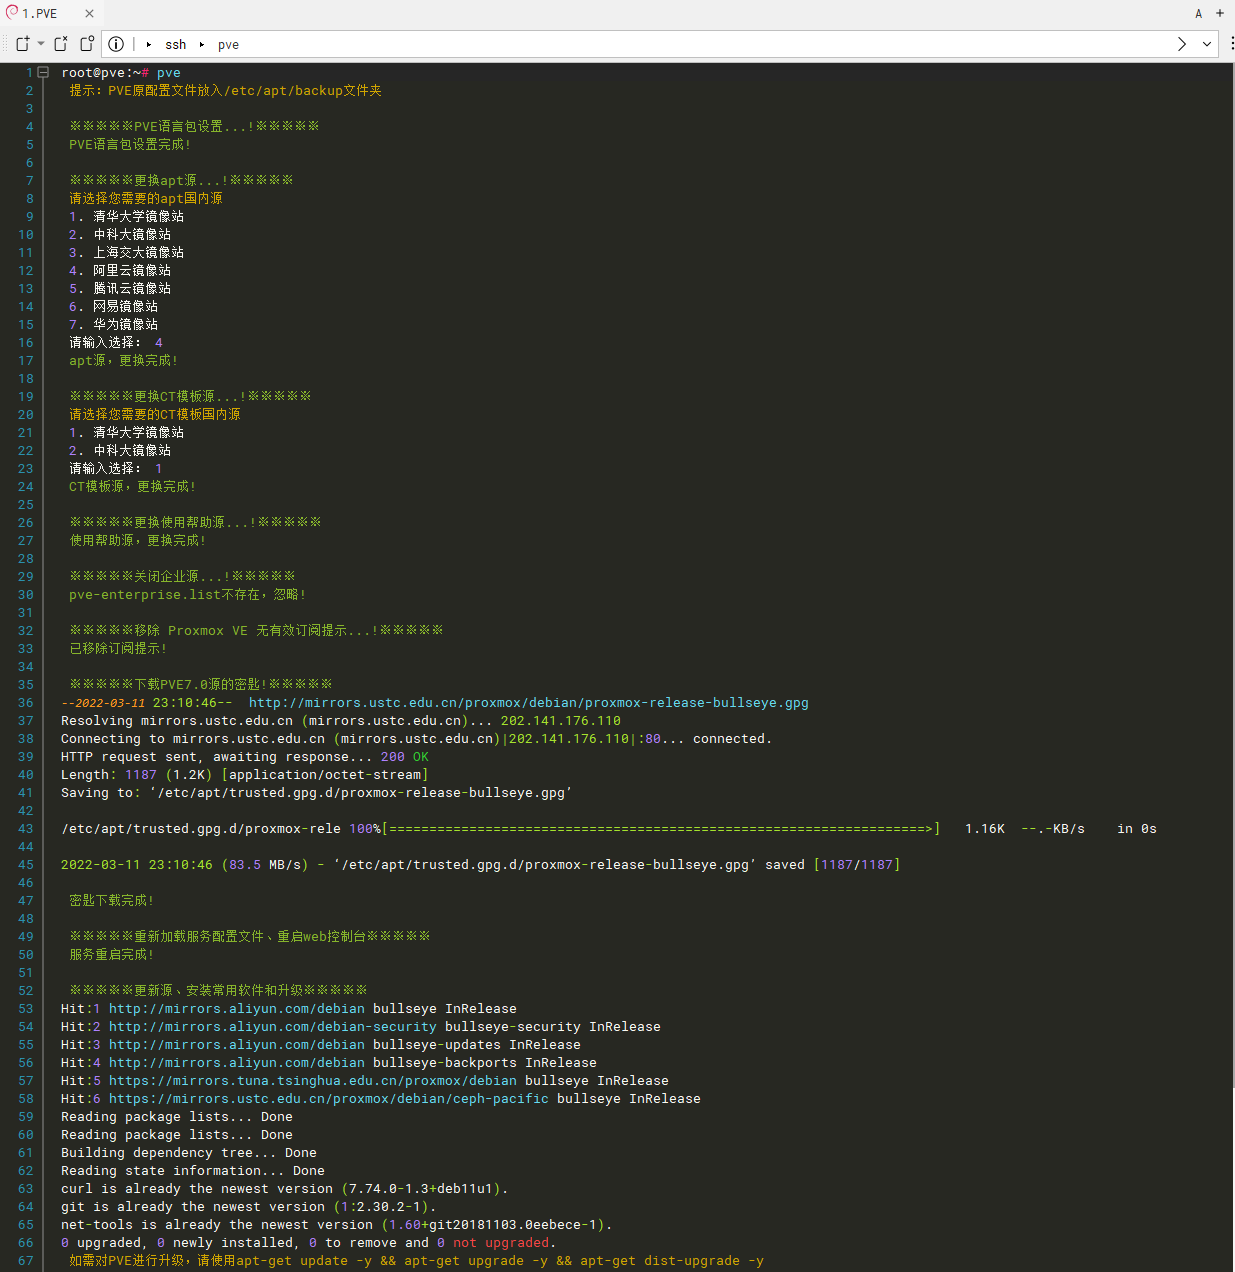 1.PVE
A +
ssh pve
1 root@pve:~# pve
2 提示：PVE原配置文件放入/etc/apt/backup文件夹
3
4 ※※※※※PVE语言包设置...!※※※※※
5 PVE语言包设置完成!
6
7 ※※※※※更换apt源...!※※※※※
8 请选择您需要的apt国内源
9 1. 清华大学镜像站
10 2. 中科大镜像站
11 3. 上海交大镜像站
12 4. 阿里云镜像站
13 5. 腾讯云镜像站
14 6. 网易镜像站
15 7. 华为镜像站
16 请输入选择： 4
17 apt源，更换完成!
18
19 ※※※※※更换CT模板源...!※※※※※
20 请选择您需要的CT模板国内源
21 1. 清华大学镜像站
22 2. 中科大镜像站
23 请输入选择： 1
24 CT模板源，更换完成!
25
26 ※※※※※更换使用帮助源...!※※※※※
27 使用帮助源，更换完成!
28
29 ※※※※※关闭企业源...!※※※※※
30 pve-enterprise.list不存在，忽略!
31
32 ※※※※※移除 Proxmox VE 无有效订阅提示...!※※※※※
33 已移除订阅提示!
34
35 ※※※※※下载PVE7.0源的密匙!※※※※※
36 --2022-03-11 23:10:46--  http://mirrors.ustc.edu.cn/proxmox/debian/proxmox-release-bullseye.gpg
37 Resolving mirrors.ustc.edu.cn (mirrors.ustc.edu.cn)... 202.141.176.110
38 Connecting to mirrors.ustc.edu.cn (mirrors.ustc.edu.cn)|202.141.176.110|:80... connected.
39 HTTP request sent, awaiting response... 200 OK
40 Length: 1187 (1.2K) [application/octet-stream]
41 Saving to: ‘/etc/apt/trusted.gpg.d/proxmox-release-bullseye.gpg’
42
43 /etc/apt/trusted.gpg.d/proxmox-rele 100%[===================================================================>]   1.16K  --.-KB/s    in 0s
44
45 2022-03-11 23:10:46 (83.5 MB/s) - ‘/etc/apt/trusted.gpg.d/proxmox-release-bullseye.gpg’ saved [1187/1187]
46
47 密匙下载完成!
48
49 ※※※※※重新加载服务配置文件、重启web控制台※※※※※
50 服务重启完成!
51
52 ※※※※※更新源、安装常用软件和升级※※※※※
53 Hit:1 http://mirrors.aliyun.com/debian bullseye InRelease
54 Hit:2 http://mirrors.aliyun.com/debian-security bullseye-security InRelease
55 Hit:3 http://mirrors.aliyun.com/debian bullseye-updates InRelease
56 Hit:4 http://mirrors.aliyun.com/debian bullseye-backports InRelease
57 Hit:5 https://mirrors.tuna.tsinghua.edu.cn/proxmox/debian bullseye InRelease
58 Hit:6 https://mirrors.ustc.edu.cn/proxmox/debian/ceph-pacific bullseye InRelease
59 Reading package lists... Done
60 Reading package lists... Done
61 Building dependency tree... Done
62 Reading state information... Done
63 curl is already the newest version (7.74.0-1.3+deb11u1).
64 git is already the newest version (1:2.30.2-1).
65 net-tools is already the newest version (1.60+git20181103.0eebece-1).
66 0 upgraded, 0 newly installed, 0 to remove and 0 not upgraded.
67 如需对PVE进行升级，请使用apt-get update -y && apt-get upgrade -y && apt-get dist-upgrade -y